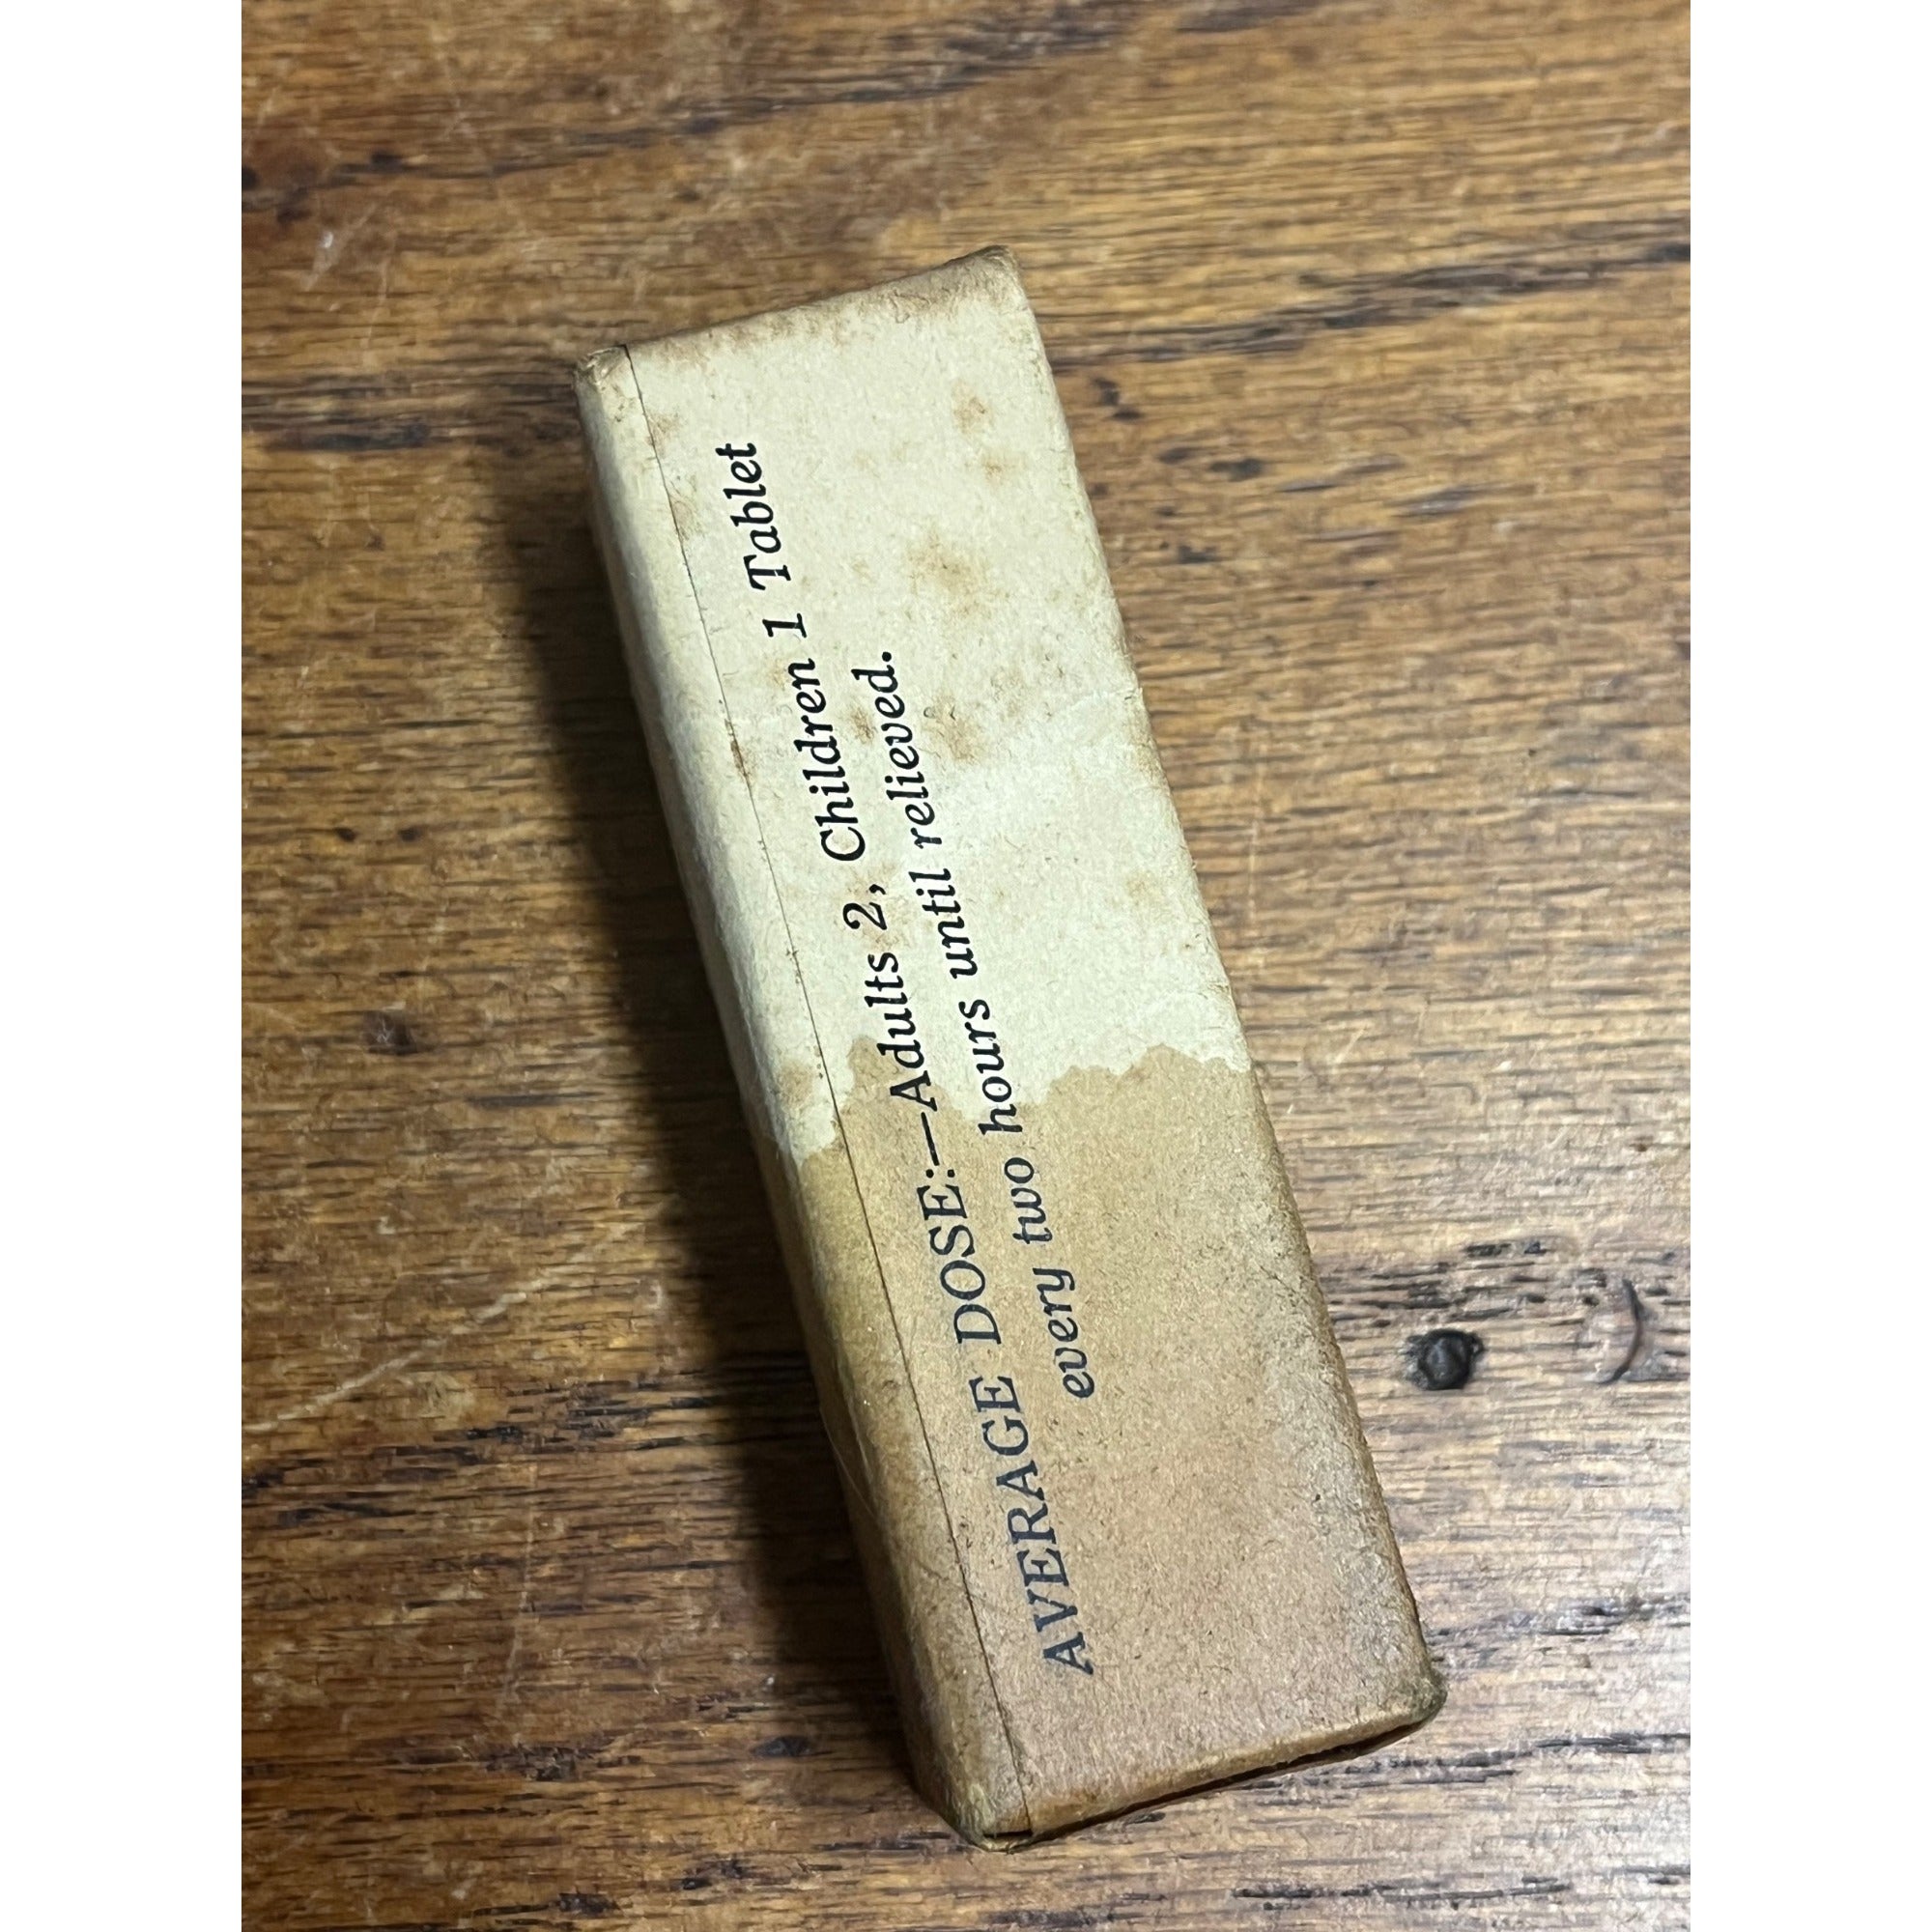 AVERAGE DOSE:—Adults 2, Children 1 Tablet
every two hours until relieved.